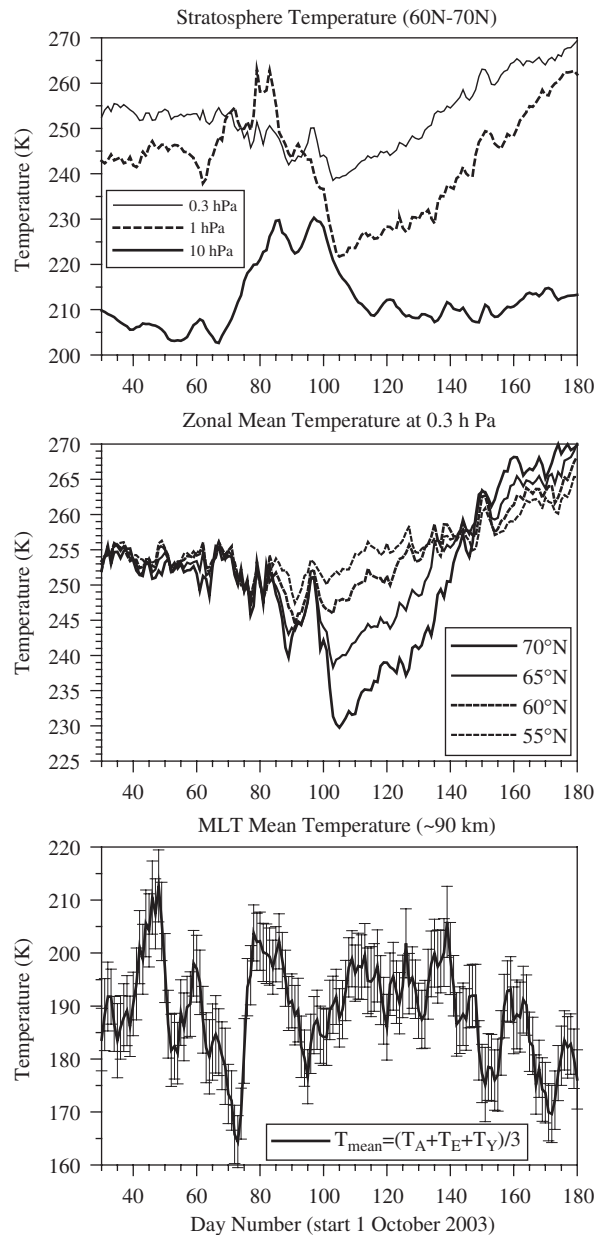 Stratosphere Temperature (60N-70N)
270
260
250
240
230
220
210
200
Temperature (K)
0.3 hPa
1 hPa
10 hPa
40 60 80 100 120 140 160 180
Zonal Mean Temperature at 0.3 h Pa
270
265
260
255
250
245
240
235
230
225
Temperature (K)
70°N
65°N
60°N
55°N
40 60 80 100 120 140 160 180
MLT Mean Temperature (~90 km)
220
210
200
190
180
170
160
Temperature (K)
T_mean=(T_A+T_E+T_Y)/3
40 60 80 100 120 140 160 180
Day Number (start 1 October 2003)